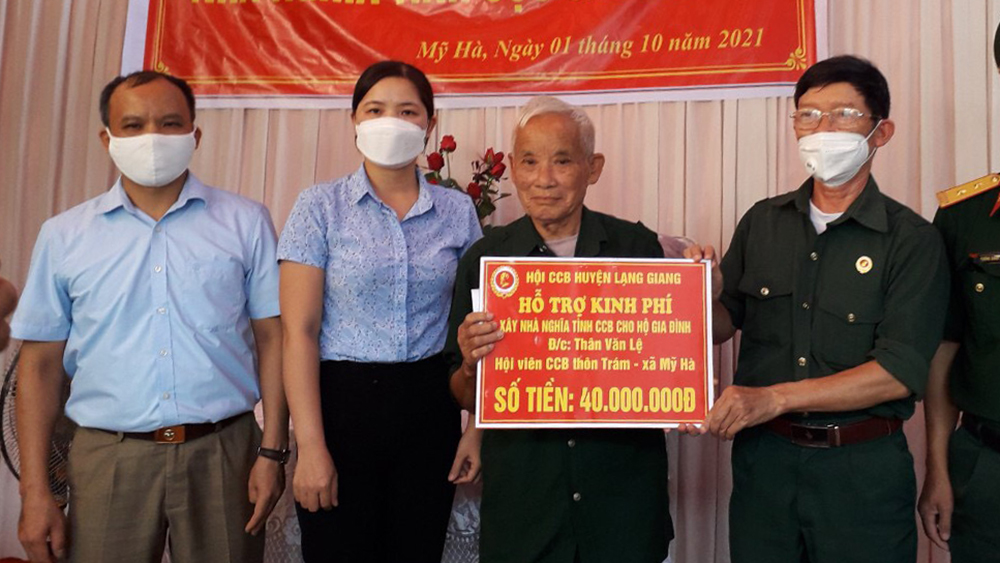 Mỹ Hà, Ngày 01 tháng 10 năm 2021
HỘI CCB HUYỆN LẠNG GIANG
HỖ TRỢ KINH PHÍ
XÂY NHÀ NGHĨA TÌNH CCB CHO HỘ GIA ĐÌNH
Đ/c: Thân Văn Lệ
Hội viên CCB thôn Trám - xã Mỹ Hà
SỐ TIỀN: 40.000.000Đ